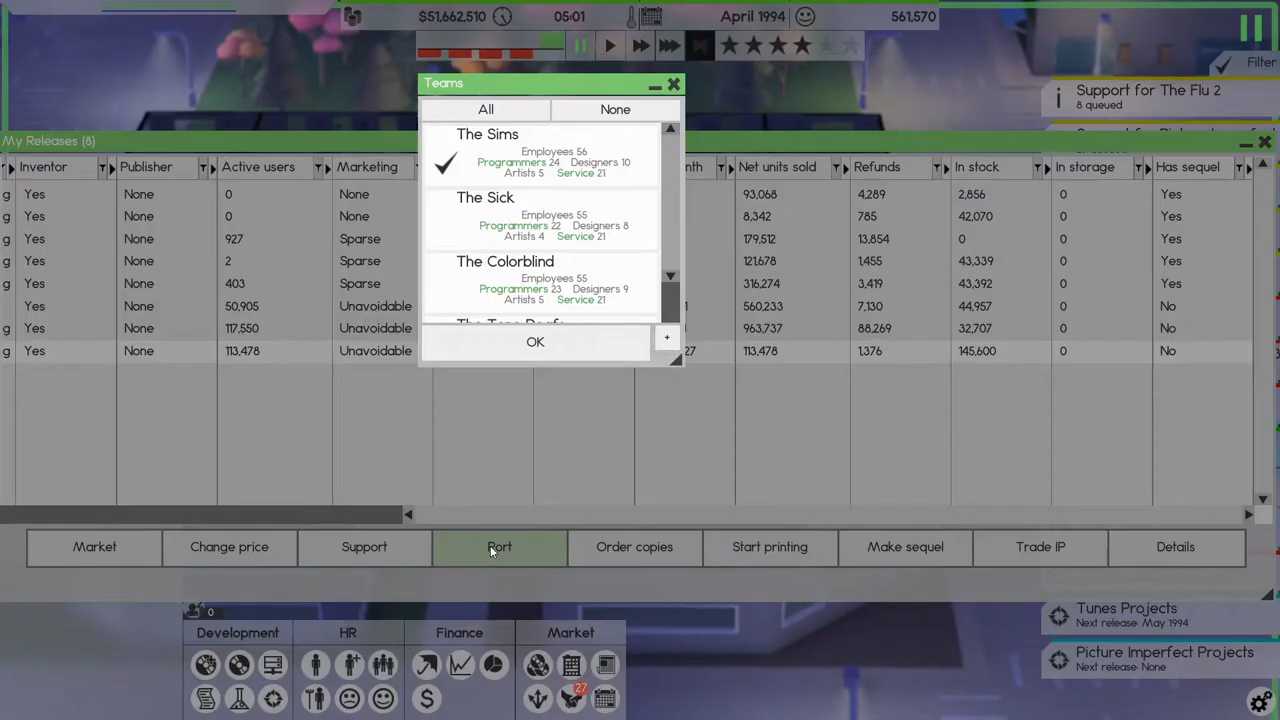 $51,662,510
05:01
April 1994
561,570
Filter
Support for The Flu 2
8 queued
Teams
All
None
The Sims
Employees 56
Programmers 24 Designers 10
Artists 5 Service 21
The Sick
Employees 55
Programmers 22 Designers 8
Artists 4 Service 21
The Colorblind
Employees 55
Programmers 23 Designers 9
Artists 5 Service 21
OK
+
My Releases (8)
Inventor Publisher Active users Marketing Net units sold Refunds In stock In storage Has sequel
g Yes None 0 None 93,068 4,289 2,856 0 Yes
Yes None 0 None 8,342 785 42,070 0 Yes
g Yes None 927 Sparse 179,512 13,854 0 0 Yes
Yes None 2 Sparse 121,678 1,455 43,339 0 Yes
g Yes None 403 Sparse 316,274 3,419 43,392 0 Yes
Yes None 50,905 Unavoidable 560,233 7,130 44,957 0 No
g Yes None 117,550 Unavoidable 963,737 88,269 32,707 0 No
g Yes None 113,478 Unavoidable 27 113,478 1,376 145,600 0 No
Market
Change price
Support
Port
Order copies
Start printing
Make sequel
Trade IP
Details
0
Development
HR
Finance
Market
27
Tunes Projects
Next release: May 1994
Picture Imperfect Projects
Next release: None